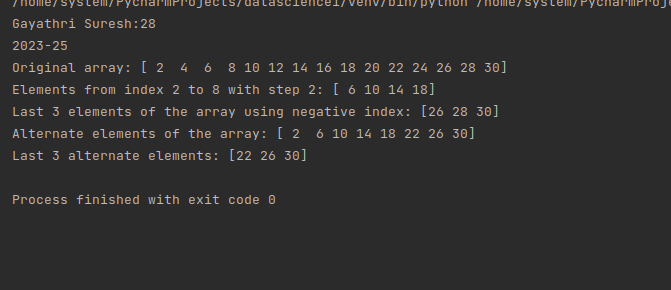 /home/system/PycharmProjects/datascience1/venv/bin/python /home/system/PycharmProje
Gayathri Suresh:28
2023-25
Original array: [ 2  4  6  8 10 12 14 16 18 20 22 24 26 28 30]
Elements from index 2 to 8 with step 2: [ 6 10 14 18]
Last 3 elements of the array using negative index: [26 28 30]
Alternate elements of the array: [ 2  6 10 14 18 22 26 30]
Last 3 alternate elements: [22 26 30]
Process finished with exit code 0